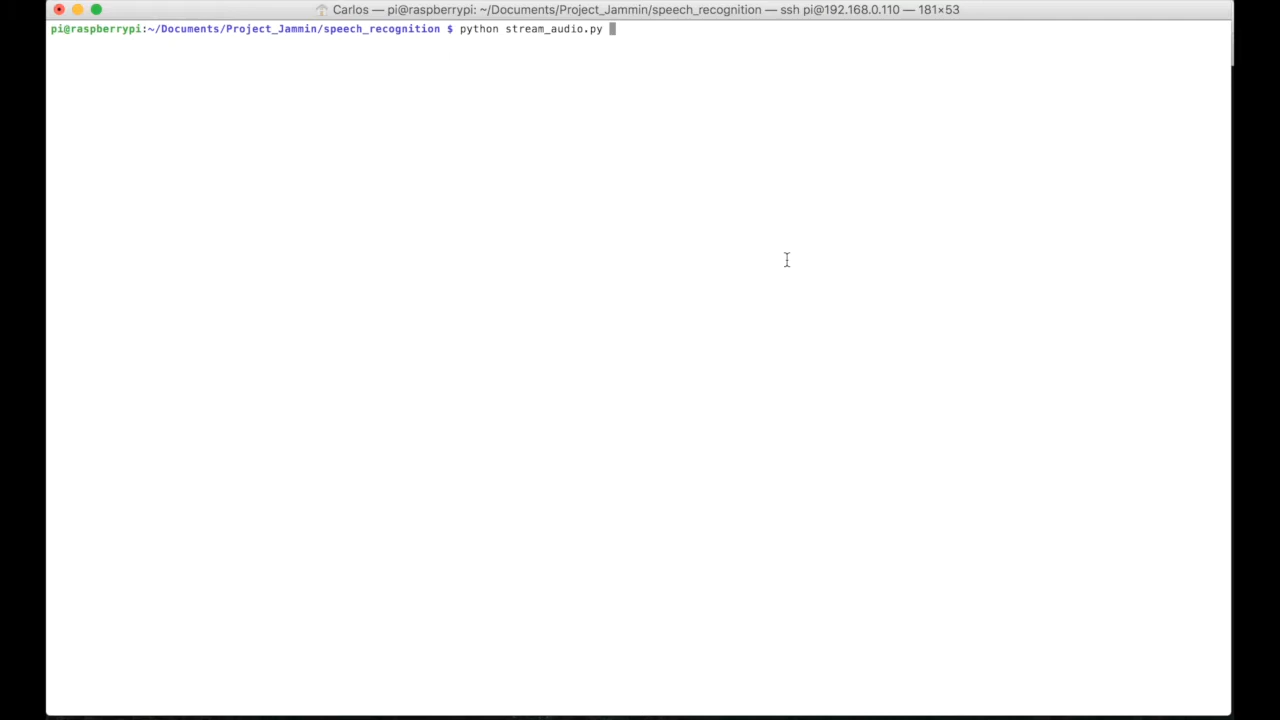 Carlos — pi@raspberrypi: ~/Documents/Project_Jammin/speech_recognition — ssh pi@192.168.0.110 — 181×53
pi@raspberrypi:~/Documents/Project_Jammin/speech_recognition $ python stream_audio.py